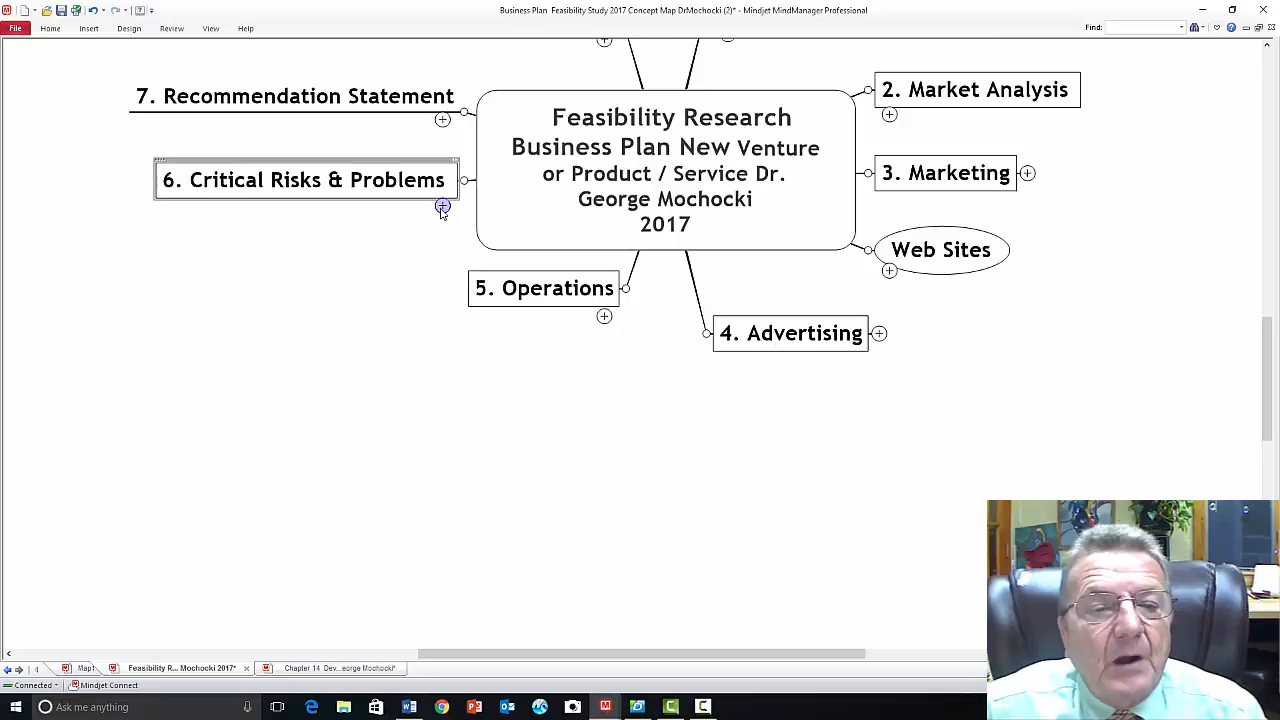 Business Plan  Feasibility Study 2017 Concept Map DrMochocki (2)* - Mindjet MindManager Professional
File Home Insert Design Review View Help
Find:
7. Recommendation Statement
2. Market Analysis
Feasibility Research
Business Plan New Venture
or Product / Service Dr.
George Mochocki
2017
6. Critical Risks & Problems
3. Marketing
Web Sites
5. Operations
4. Advertising
Map1 Feasibility R... Mochocki 2017* Chapter 14  Dev...eorge Mochocki*
Connected Mindjet Connect
Ask me anything